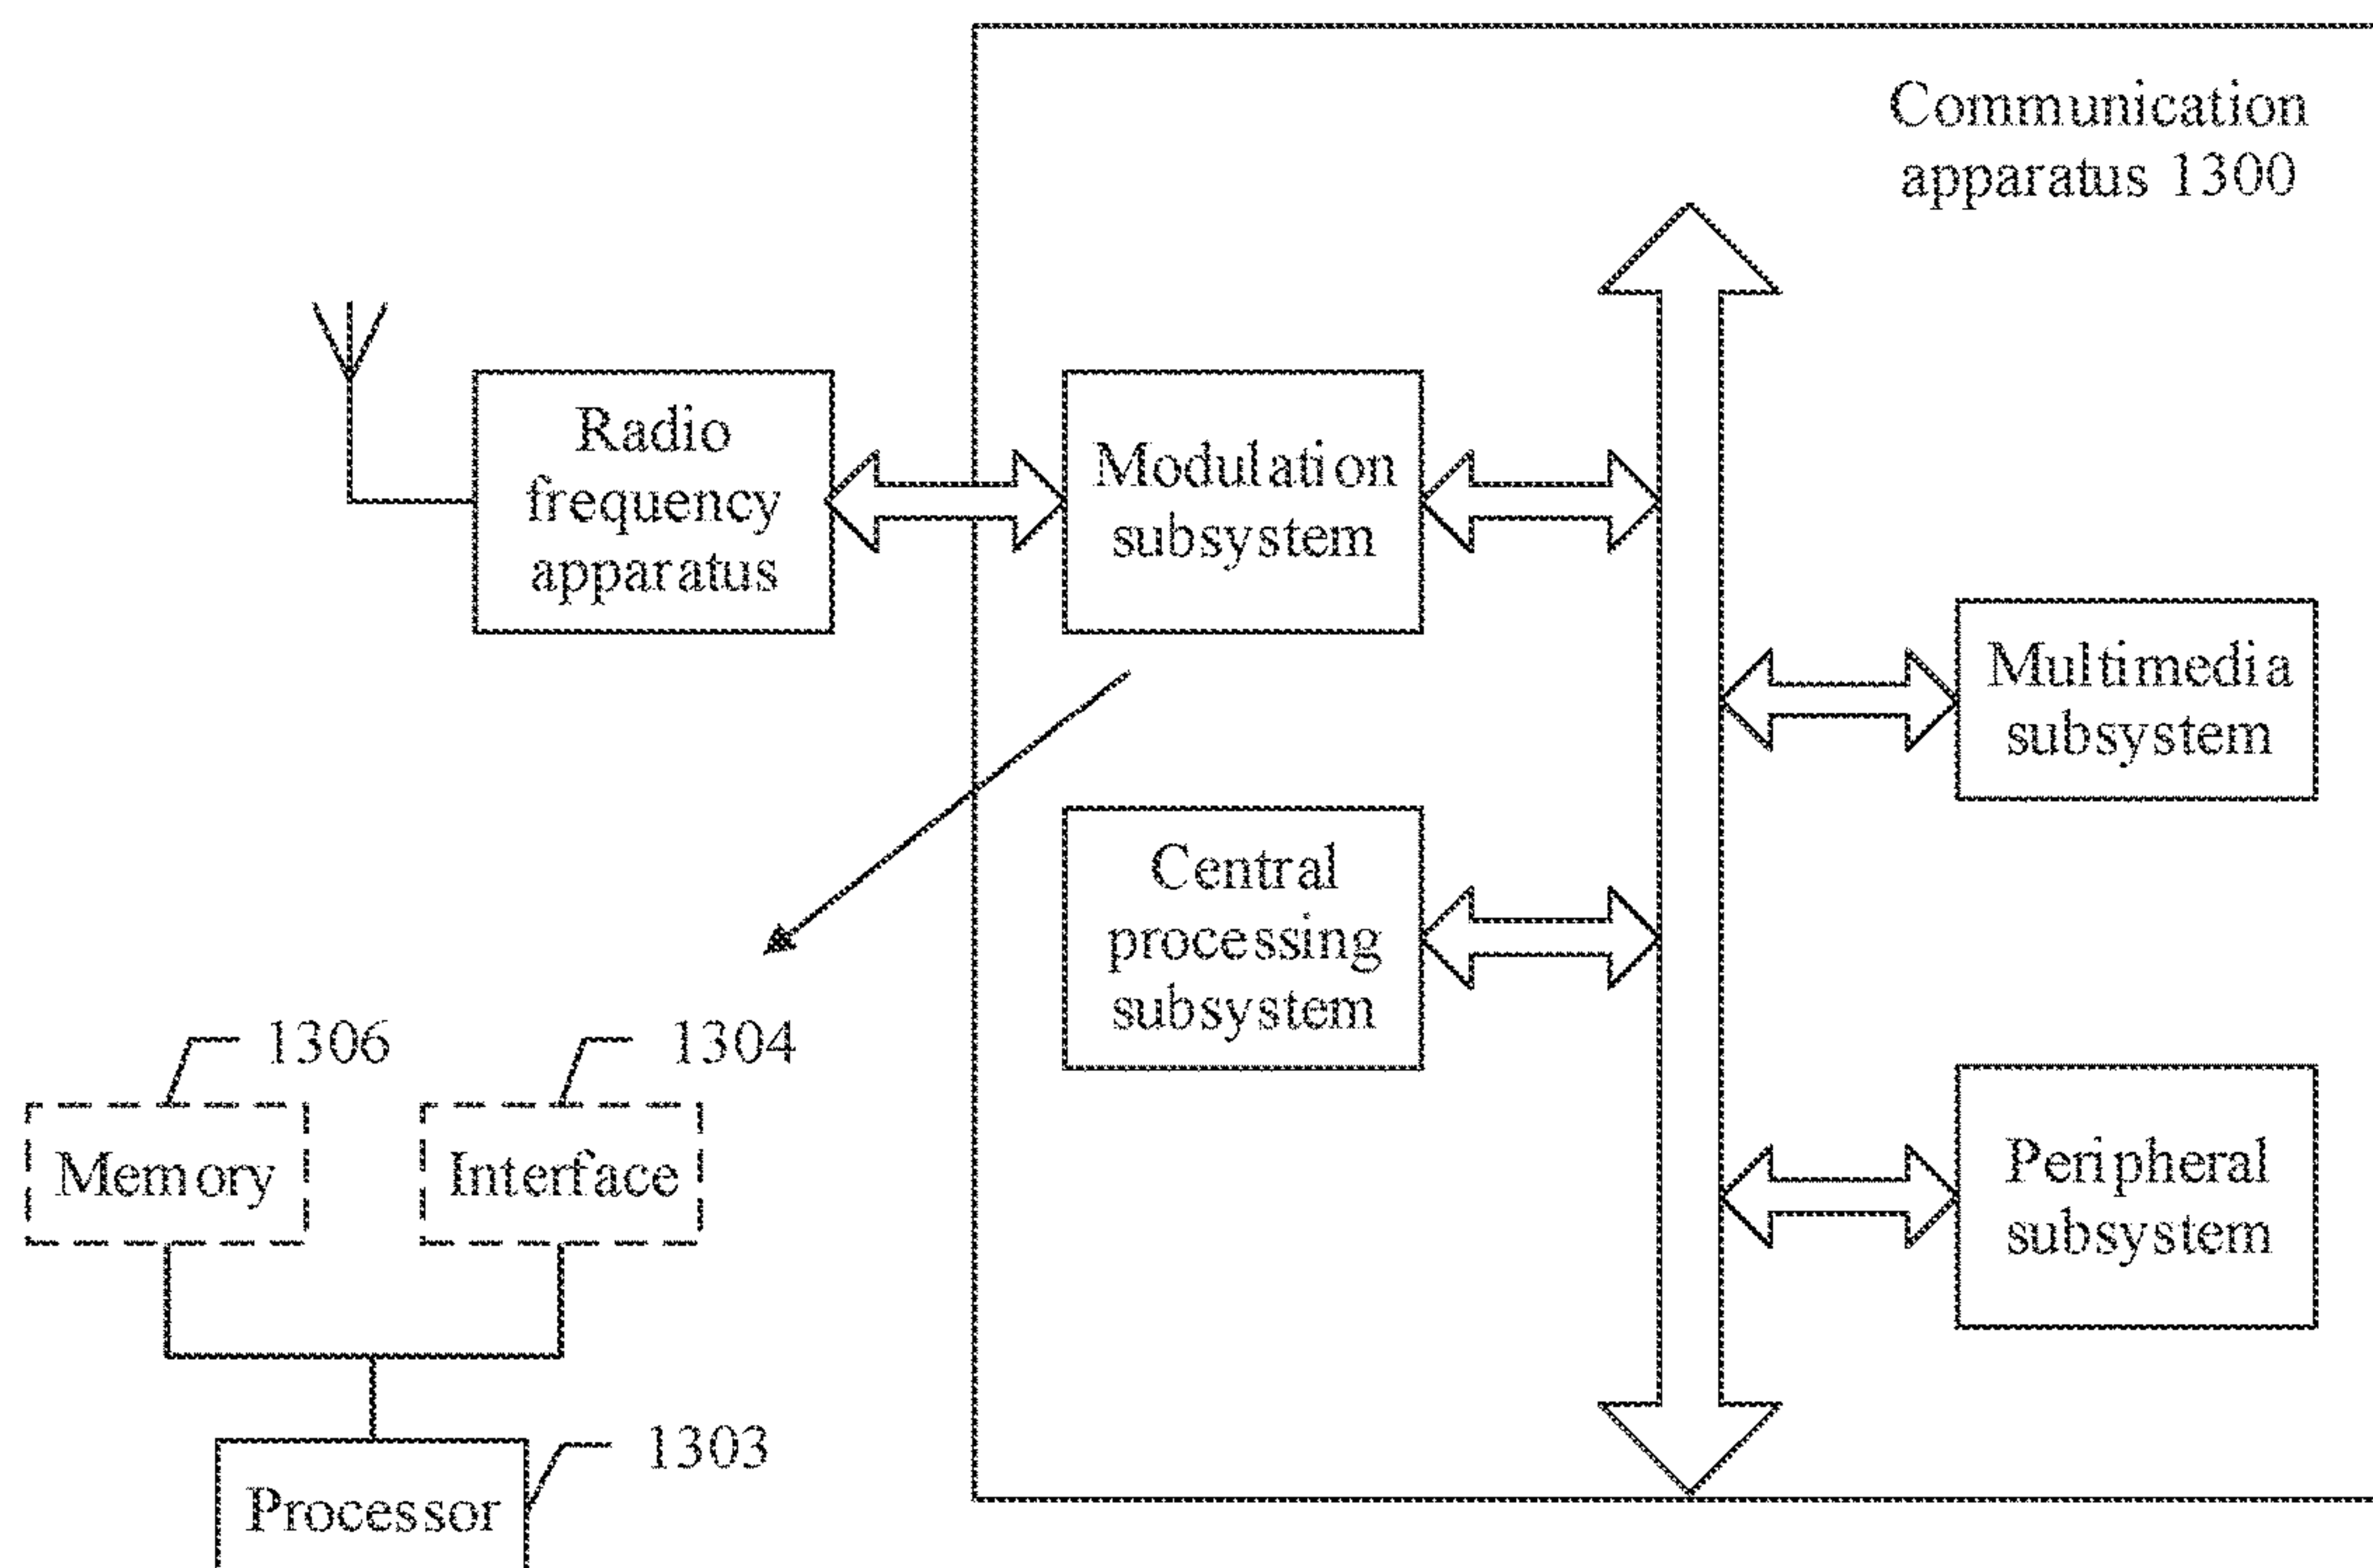 Communication
apparatus 1300
Radio
frequency
apparatus
Modulation
subsystem
Multimedia
subsystem
Central
processing
subsystem
1306
1304
Memory
Interface
Peripheral
subsystem
1303
Processor